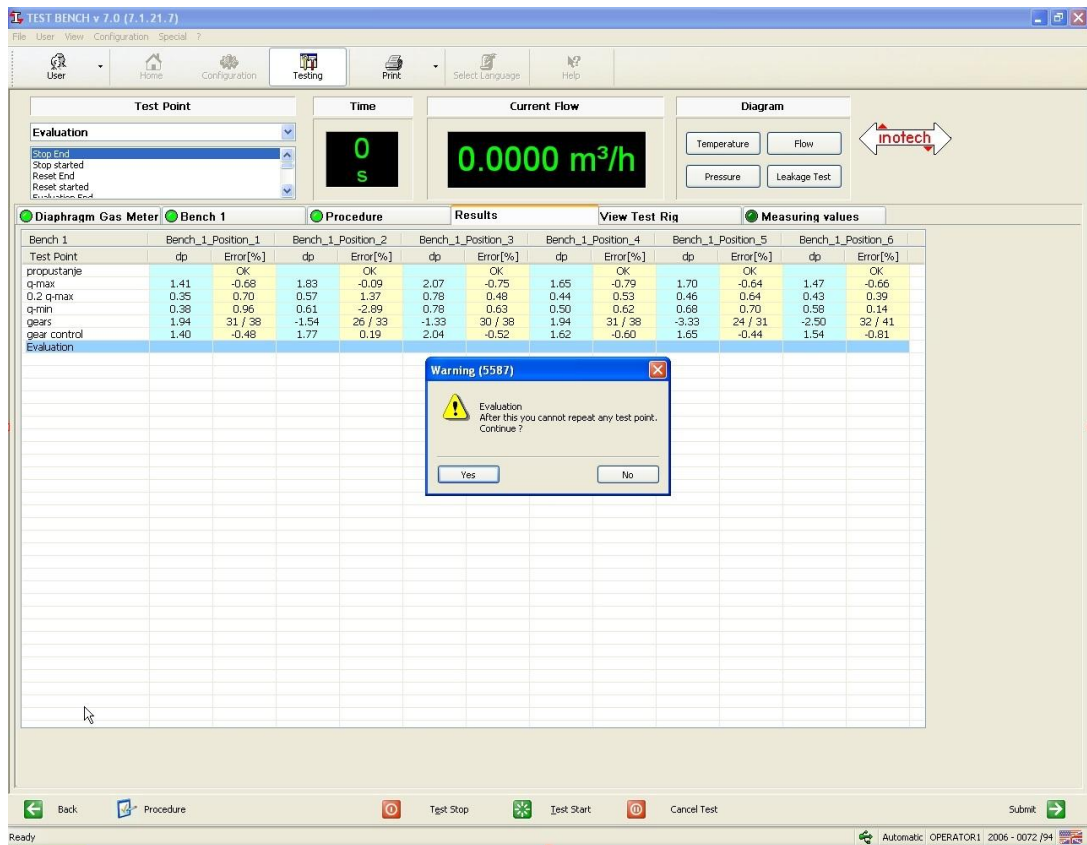 TEST BENCH v 7.0 (7.1.21.7)
File User View Configuration Special ?
User Home Configuration Testing Print Select Language Help
Test Point Time Current Flow Diagram
Evaluation
Stop End
Stop started
Reset End
Reset started
Evaluation End
0
s
0.0000 m³/h
Temperature Flow
Pressure Leakage Test
inotech
Diaphragm Gas Meter Bench 1 Procedure Results View Test Rig Measuring values
Bench 1 Bench_1_Position_1 Bench_1_Position_2 Bench_1_Position_3 Bench_1_Position_4 Bench_1_Position_5 Bench_1_Position_6
Test Point dp Error[%] dp Error[%] dp Error[%] dp Error[%] dp Error[%] dp Error[%]
propustanje OK OK OK OK OK OK
q-max 1.41 -0.68 1.83 -0.09 2.07 -0.75 1.65 -0.79 1.70 -0.64 1.47 -0.66
0.2 q-max 0.35 0.70 0.57 1.37 0.78 0.48 0.44 0.53 0.46 0.64 0.43 0.39
q-min 0.38 0.96 0.61 -2.89 0.78 0.63 0.50 0.62 0.68 0.70 0.58 0.14
gears 1.94 31 / 38 -1.54 26 / 33 -1.33 30 / 38 1.94 31 / 38 -3.33 24 / 31 -2.50 32 / 41
gear control 1.40 -0.48 1.77 0.19 2.04 -0.52 1.62 -0.60 1.65 -0.44 1.54 -0.81
Evaluation
Warning (5587)
Evaluation
After this you cannot repeat any test point.
Continue ?
Yes No
Back Procedure Test Stop Test Start Cancel Test Submit
Ready Automatic OPERATOR1 2006 - 0072 /94